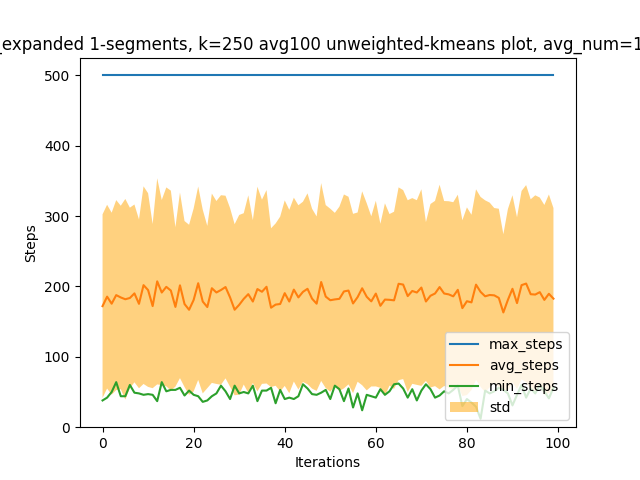 _expanded 1-segments, k=250 avg100 unweighted-kmeans plot, avg_num=1
500
400
300
200
100
0
Steps
max_steps
avg_steps
min_steps
std
0
20
40
60
80
100
Iterations